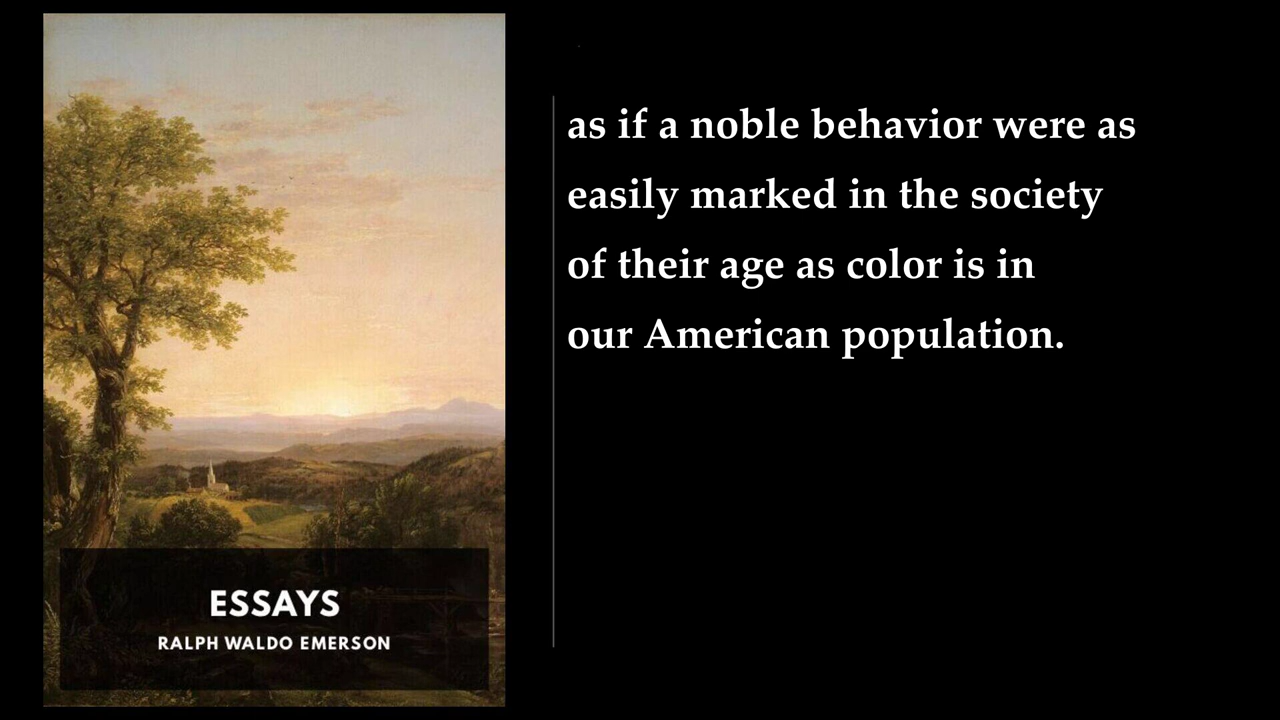 as if a noble behavior were as
easily marked in the society
of their age as color is in
our American population.
ESSAYS
RALPH WALDO EMERSON